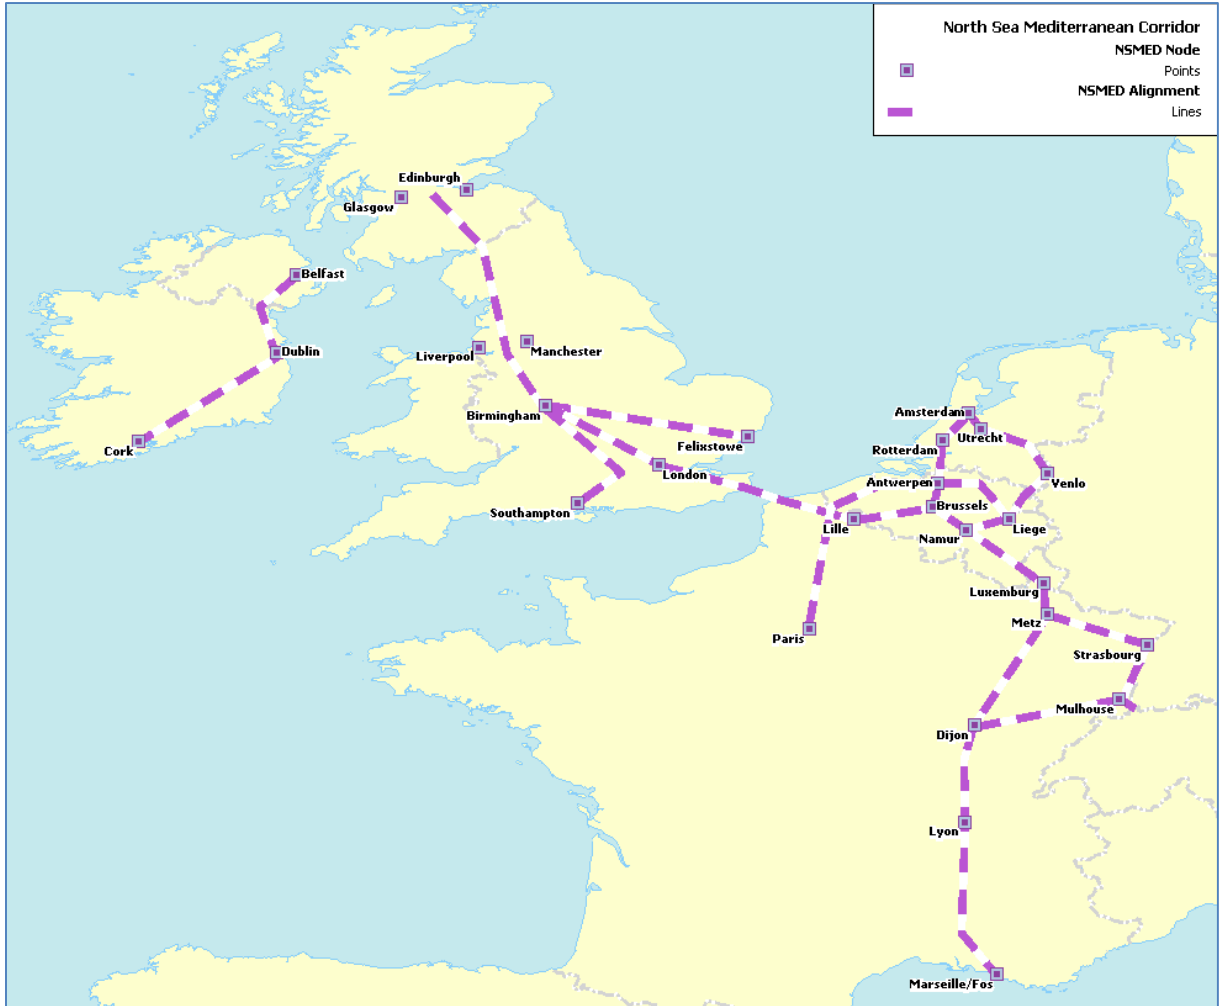 North Sea Mediterranean Corridor
NSMED Node
Points
NSMED Alignment
Lines
Edinburgh
Glasgow
Belfast
Dublin
Liverpool
Manchester
Birmingham
Cork
Felixstowe
London
Southampton
Amsterdam
Utrecht
Rotterdam
Venlo
Antwerpen
Brussels
Lille
Liege
Namur
Luxemburg
Metz
Paris
Strasbourg
Mulhouse
Dijon
Lyon
Marseille/Fos